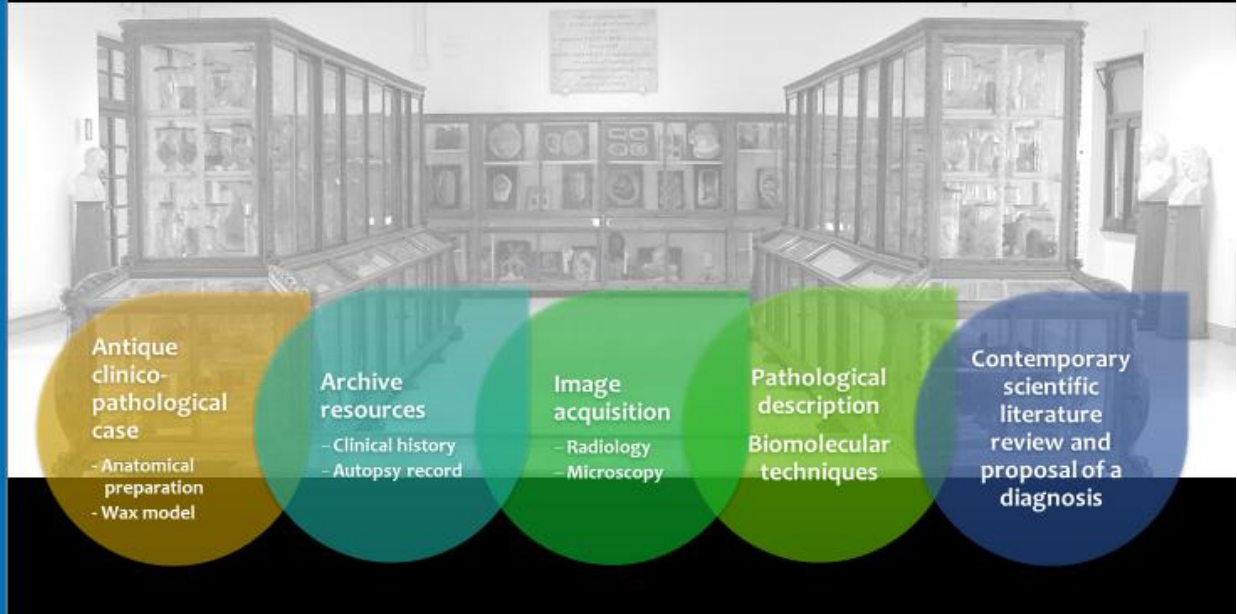 Antique
clinico-
pathological
case
- Anatomical
preparation
- Wax model
Archive
resources
– Clinical history
– Autopsy record
Image
acquisition
– Radiology
– Microscopy
Pathological
description
Biomolecular
techniques
Contemporary
scientific
literature
review and
proposal of a
diagnosis